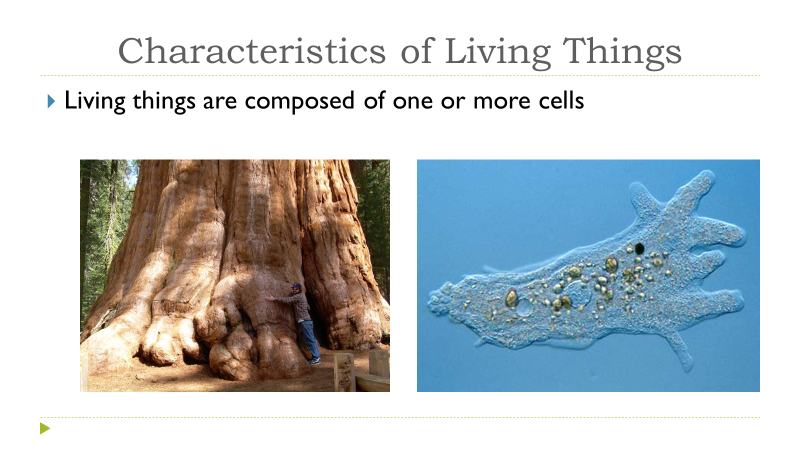 Characteristics of Living Things
Living things are composed of one or more cells